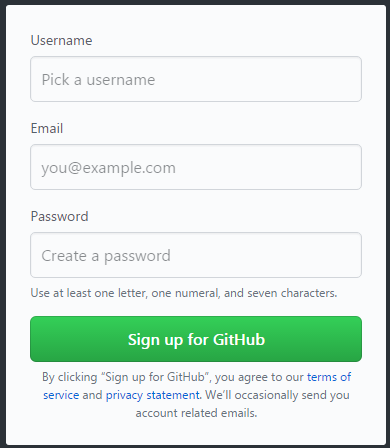 Username
Pick a username
Email
you@example.com
Password
Create a password
Use at least one letter, one numeral, and seven characters.
Sign up for GitHub
By clicking “Sign up for GitHub”, you agree to our terms of
service and privacy statement. We’ll occasionally send you
account related emails.